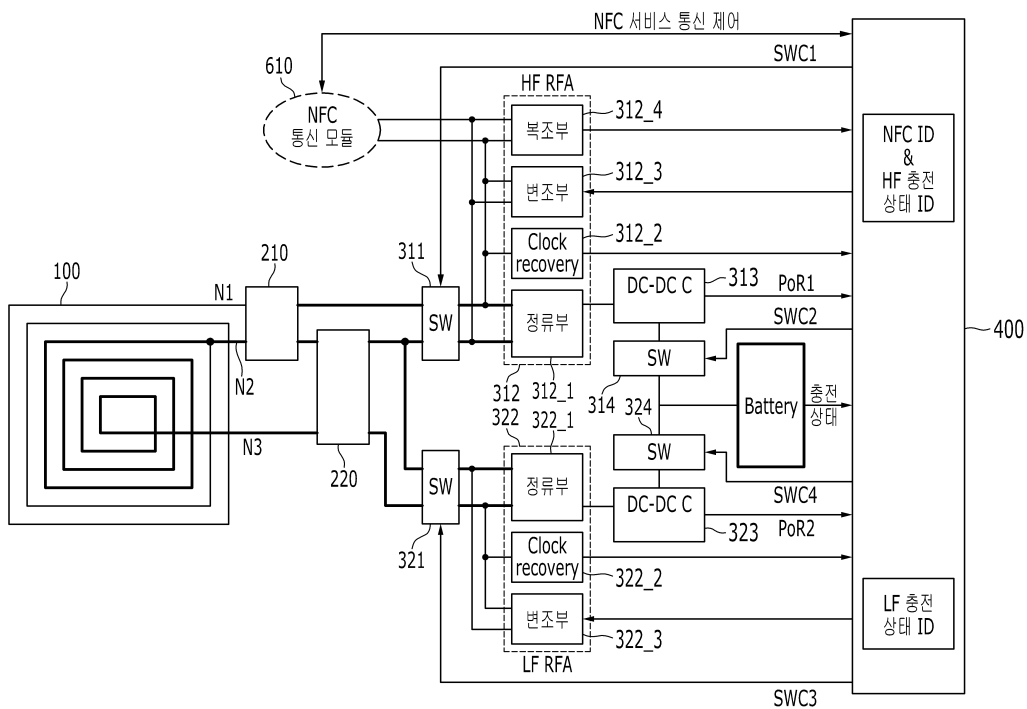 NFC 서비스 통신 제어
SWC1
610
HF RFA
NFC
통신 모듈
복조부
312_4
NFC ID
&
HF 충전
상태 ID
변조부
312_3
Clock
recovery
312_2
100
210
311
N1
SW
정류부
DC-DC C
313
PoR1
SWC2
400
N2
SW
312
312_1
314
324
Battery
충전
상태
322
322_1
N3
220
SW
정류부
SW
SWC4
DC-DC C
323
PoR2
321
Clock
recovery
322_2
LF 충전
상태 ID
변조부
322_3
LF RFA
SWC3